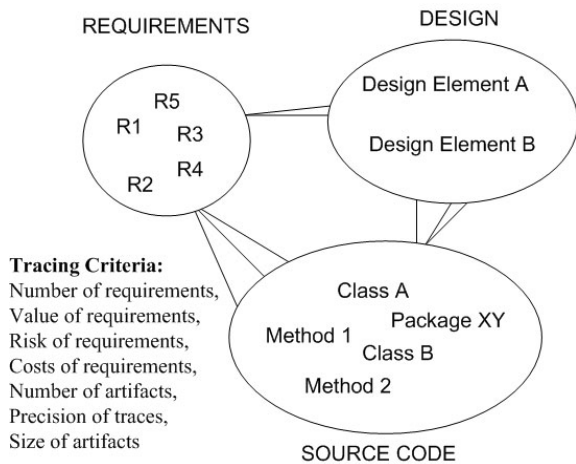 REQUIREMENTS
DESIGN
R5
R1
R3
R4
R2
Design Element A
Design Element B
Tracing Criteria:
Number of requirements,
Value of requirements,
Risk of requirements,
Costs of requirements,
Number of artifacts,
Precision of traces,
Size of artifacts
Class A
Package XY
Method 1
Class B
Method 2
SOURCE CODE